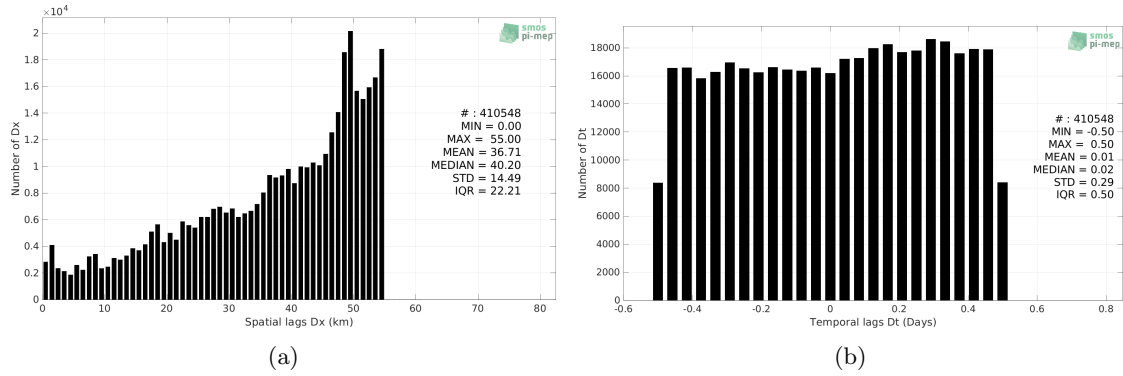 ×10⁴
2
1.8
1.6
1.4
1.2
1
0.8
0.6
0.4
0.2
0
Number of Dx
0 10 20 30 40 50 60 70 80
Spatial lags Dx (km)
smos
pi-mep
# : 410548
MIN = 0.00
MAX = 55.00
MEAN = 36.71
MEDIAN = 40.20
STD = 14.49
IQR = 22.21
(a)
18000
16000
14000
12000
10000
8000
6000
4000
2000
0
Number of Dt
-0.6 -0.4 -0.2 0 0.2 0.4 0.6 0.8
Temporal lags Dt (Days)
smos
pi-mep
# : 410548
MIN = -0.50
MAX = 0.50
MEAN = 0.01
MEDIAN = 0.02
STD = 0.29
IQR = 0.50
(b)